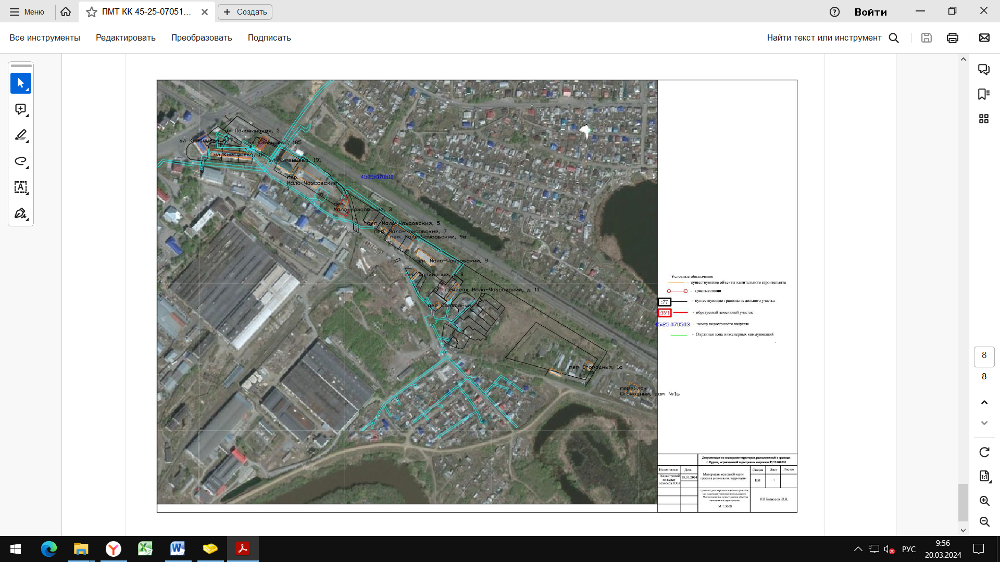 Меню
ПМТ КК 45-25-07051...
Создать
Войти
Все инструменты
Редактировать
Преобразовать
Подписать
Найти текст или инструмент
ул Половинская, 3
ул Куйбышева, 177
ул Куйбышева, 185
ул Куйбышева, 181
ул Куйбышева, 191
45:25:070510
пер.
Мало-Чаусовский,
1
пер.
Мало-Чаусовский, 3
пер. Мало-Чаусовский, 5
пер. Мало-Чаусовский, 7
пер. Мало-Чаусовский, 9а
пер. Мало-Чаусовский, 9
пер Совхозный, д 8
переезд Мало-Чаусовский, д. 11
пер Совхозный,
пер Огородный, 1а
переулок
Огородный, дом №1Б
Условные обозначения
- существующие объекты капитального строительства
- красные линии
:77
- существующие границы земельного участка
:ЗУ1
- образуемый земельный участок
45:25:070503
- номер кадастрового квартала
- Охранная зона инженерных коммуникаций
Документация по планировке территории, расположенной в границах
г. Курган, ограниченной кадастровым кварталом 45:25:070510
Исполнитель
Дата
Кадастровый
инженер
Безносов Ю.В.
18.01.2024
Материалы основной части
проекта межевания территории
Стадия
Лист
Листов
ПМ
3
М 1:5000
ИП Безносов Ю.В.
8
8
1:1
РУС
9:56
20.03.2024